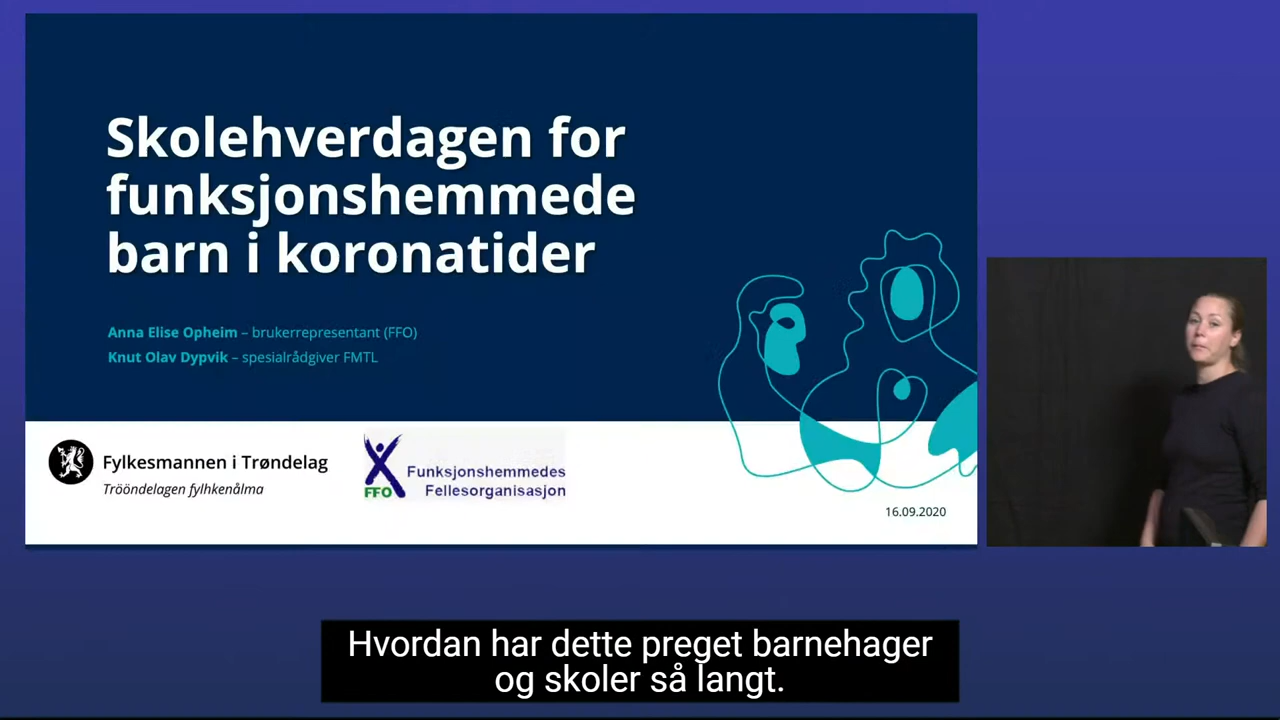 Skolehverdagen for
funksjonshemmede
barn i koronatider
Anna Elise Opheim – brukerrepresentant (FFO)
Knut Olav Dypvik – spesialrådgiver FMTL
Fylkesmannen i Trøndelag
Trööndelagen fylhkenålma
FFO
Funksjonshemmedes
Fellesorganisasjon
16.09.2020
Hvordan har dette preget barnehager
og skoler så langt.